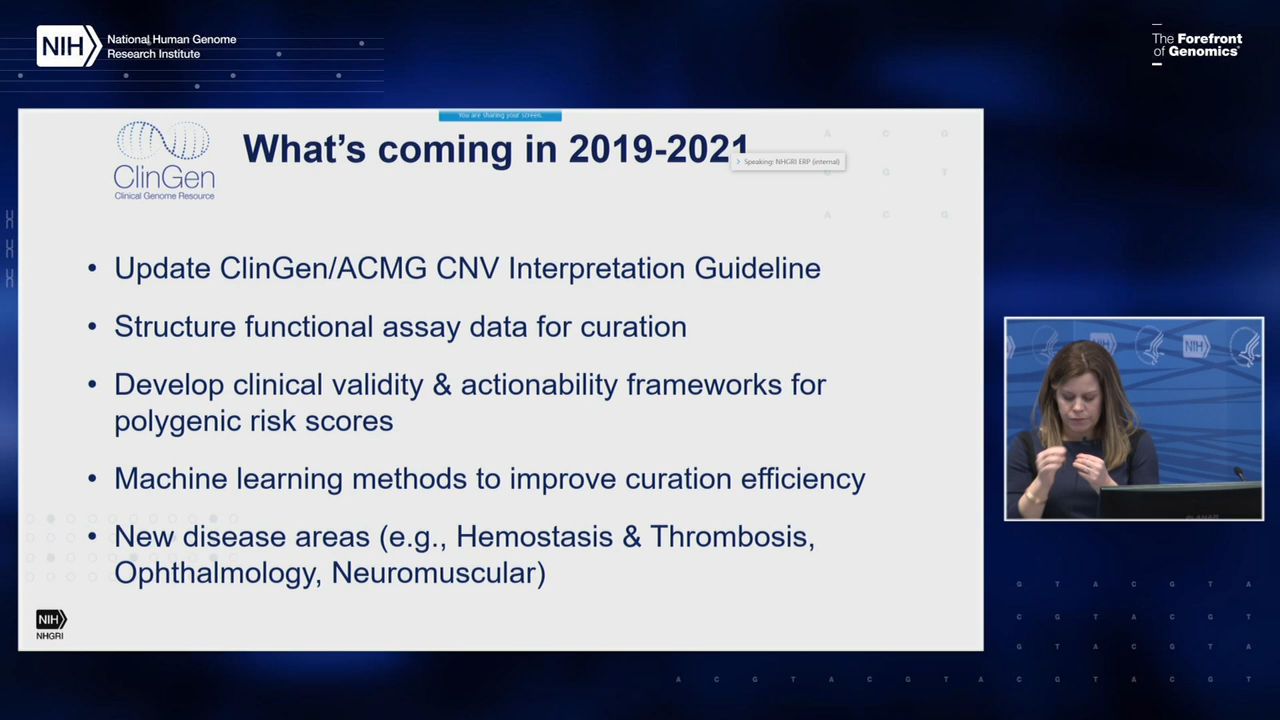 NIH
National Human Genome
Research Institute
The Forefront
of Genomics®
You are sharing your screen.
ClinGen
Clinical Genome Resource
What's coming in 2019-2021
Speaking: NHGRI ERP (internal)
A C G
G T
A C G
• Update ClinGen/ACMG CNV Interpretation Guideline
• Structure functional assay data for curation
• Develop clinical validity & actionability frameworks for
polygenic risk scores
• Machine learning methods to improve curation efficiency
• New disease areas (e.g., Hemostasis & Thrombosis,
Ophthalmology, Neuromuscular)
NIH
NHGRI
NIH
NIH
G T A C G T A
C G T A C G T
G T A C G T A
A C G T A C G T A C G T A C G T A C G T